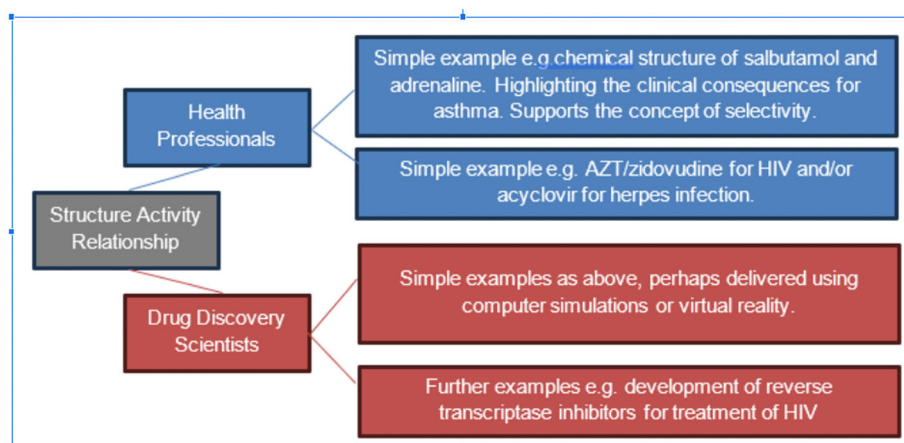 Simple example e.g chemical structure of salbutamol and
adrenaline. Highlighting the clinical consequences for
asthma. Supports the concept of selectivity.
Health
Professionals
Simple example e.g. AZT/zidovudine for HIV and/or
acyclovir for herpes infection.
Structure Activity
Relationship
Simple examples as above, perhaps delivered using
computer simulations or virtual reality.
Drug Discovery
Scientists
Further examples e.g. development of reverse
transcriptase inhibitors for treatment of HIV